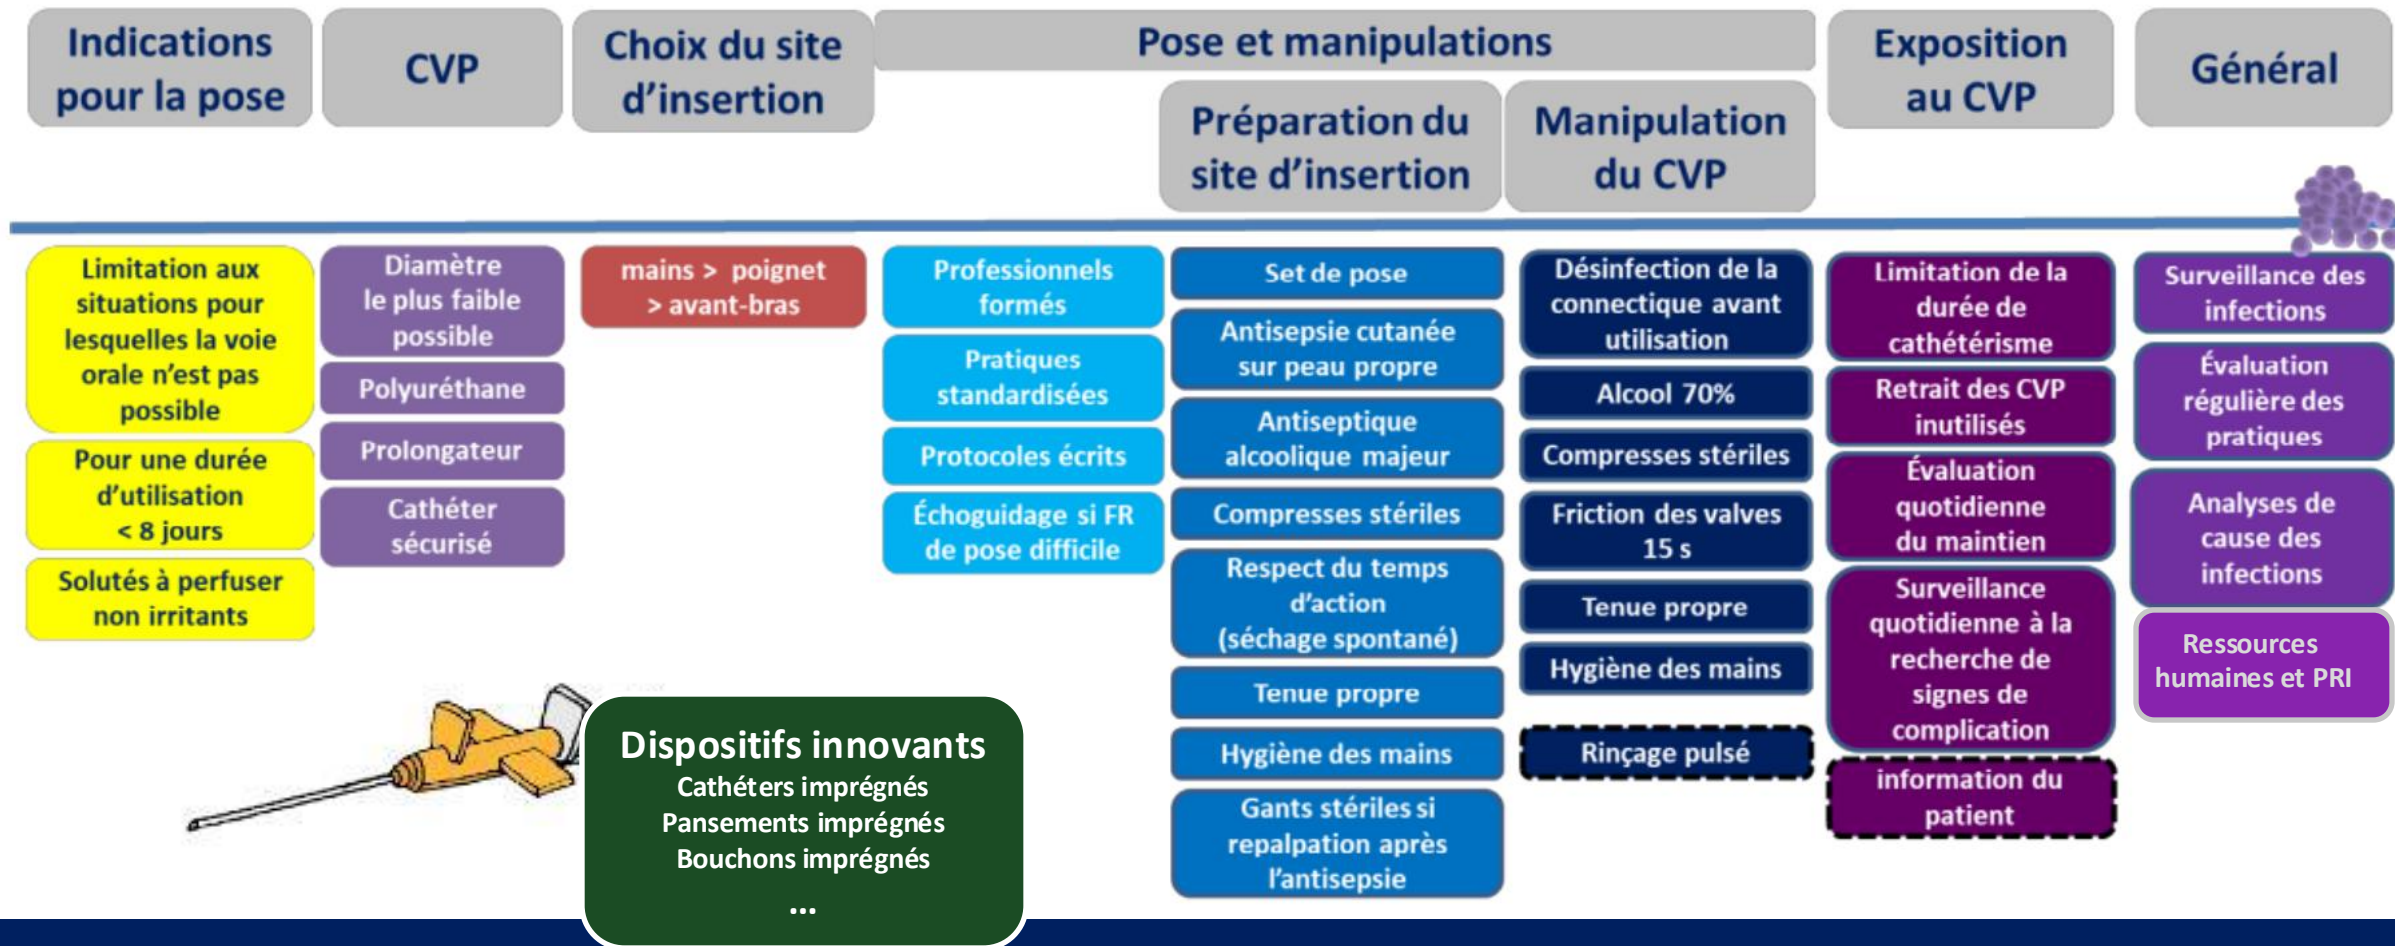 Indications
pour la pose
CVP
Choix du site
d'insertion
Pose et manipulations
Préparation du
site d'insertion
Manipulation
du CVP
Exposition
au CVP
Général
Limitation aux
situations pour
lesquelles la voie
orale n'est pas
possible
Pour une durée
d'utilisation
< 8 jours
Solutés à perfuser
non irritants
Diamètre
le plus faible
possible
Polyuréthane
Prolongateur
Cathéter
sécurisé
mains > poignet
> avant-bras
Professionnels
formés
Pratiques
standardisées
Protocoles écrits
Échoguidage si FR
de pose difficile
Set de pose
Antisepsie cutanée
sur peau propre
Antiseptique
alcoolique majeur
Compresses stériles
Respect du temps
d'action
(séchage spontané)
Tenue propre
Hygiène des mains
Gants stériles si
repalpation après
l'antisepsie
Désinfection de la
connectique avant
utilisation
Alcool 70%
Compresses stériles
Friction des valves
15 s
Tenue propre
Hygiène des mains
Rinçage pulsé
Limitation de la
durée de
cathétérisme
Retrait des CVP
inutilisés
Évaluation
quotidienne
du maintien
Surveillance
quotidienne à la
recherche de
signes de
complication
information du
patient
Surveillance des
infections
Évaluation
régulière des
pratiques
Analyses de
cause des
infections
Ressources
humaines et PRI
Dispositifs innovants
Cathéters imprégnés
Pansements imprégnés
Bouchons imprégnés
...